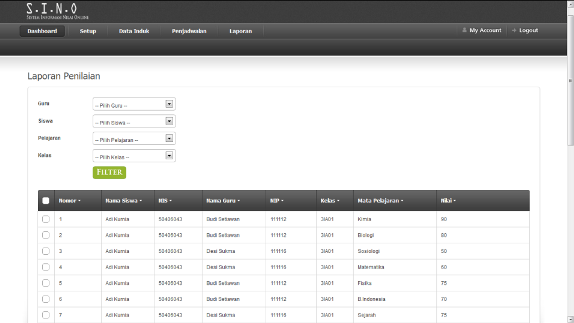 S.I.N.O
Sistem Informasi Nilai Online
Dashboard Setup Data Induk Penjadwalan Laporan My Account Logout
Laporan Penilaian
Guru -- Pilih Guru --
Siswa -- Pilih Siswa --
Pelajaran -- Pilih Pelajaran --
Kelas -- Pilih Kelas --
FILTER
Nomor Nama Siswa NIS Nama Guru NIP Kelas Mata Pelajaran Nilai
1 Adi Kurnia 50406343 Budi Setiawan 111112 3IA01 Kimia 90
2 Adi Kurnia 50406343 Budi Setiawan 111112 3IA01 Biologi 80
3 Adi Kurnia 50406343 Desi Sukma 111116 3IA01 Sosiologi 50
4 Adi Kurnia 50406343 Desi Sukma 111116 3IA01 Matematika 60
5 Adi Kurnia 50406343 Budi Setiawan 111112 3IA01 Fisika 75
6 Adi Kurnia 50406343 Budi Setiawan 111112 3IA01 B.Indonesia 70
7 Adi Kurnia 50406343 Desi Sukma 111116 3IA01 Sejarah 75